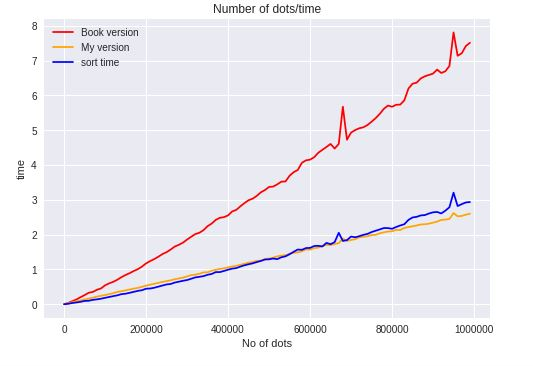 Number of dots/time
Book version
My version
sort time
8
7
6
5
4
3
2
1
0
time
0
200000
400000
600000
800000
1000000
No of dots